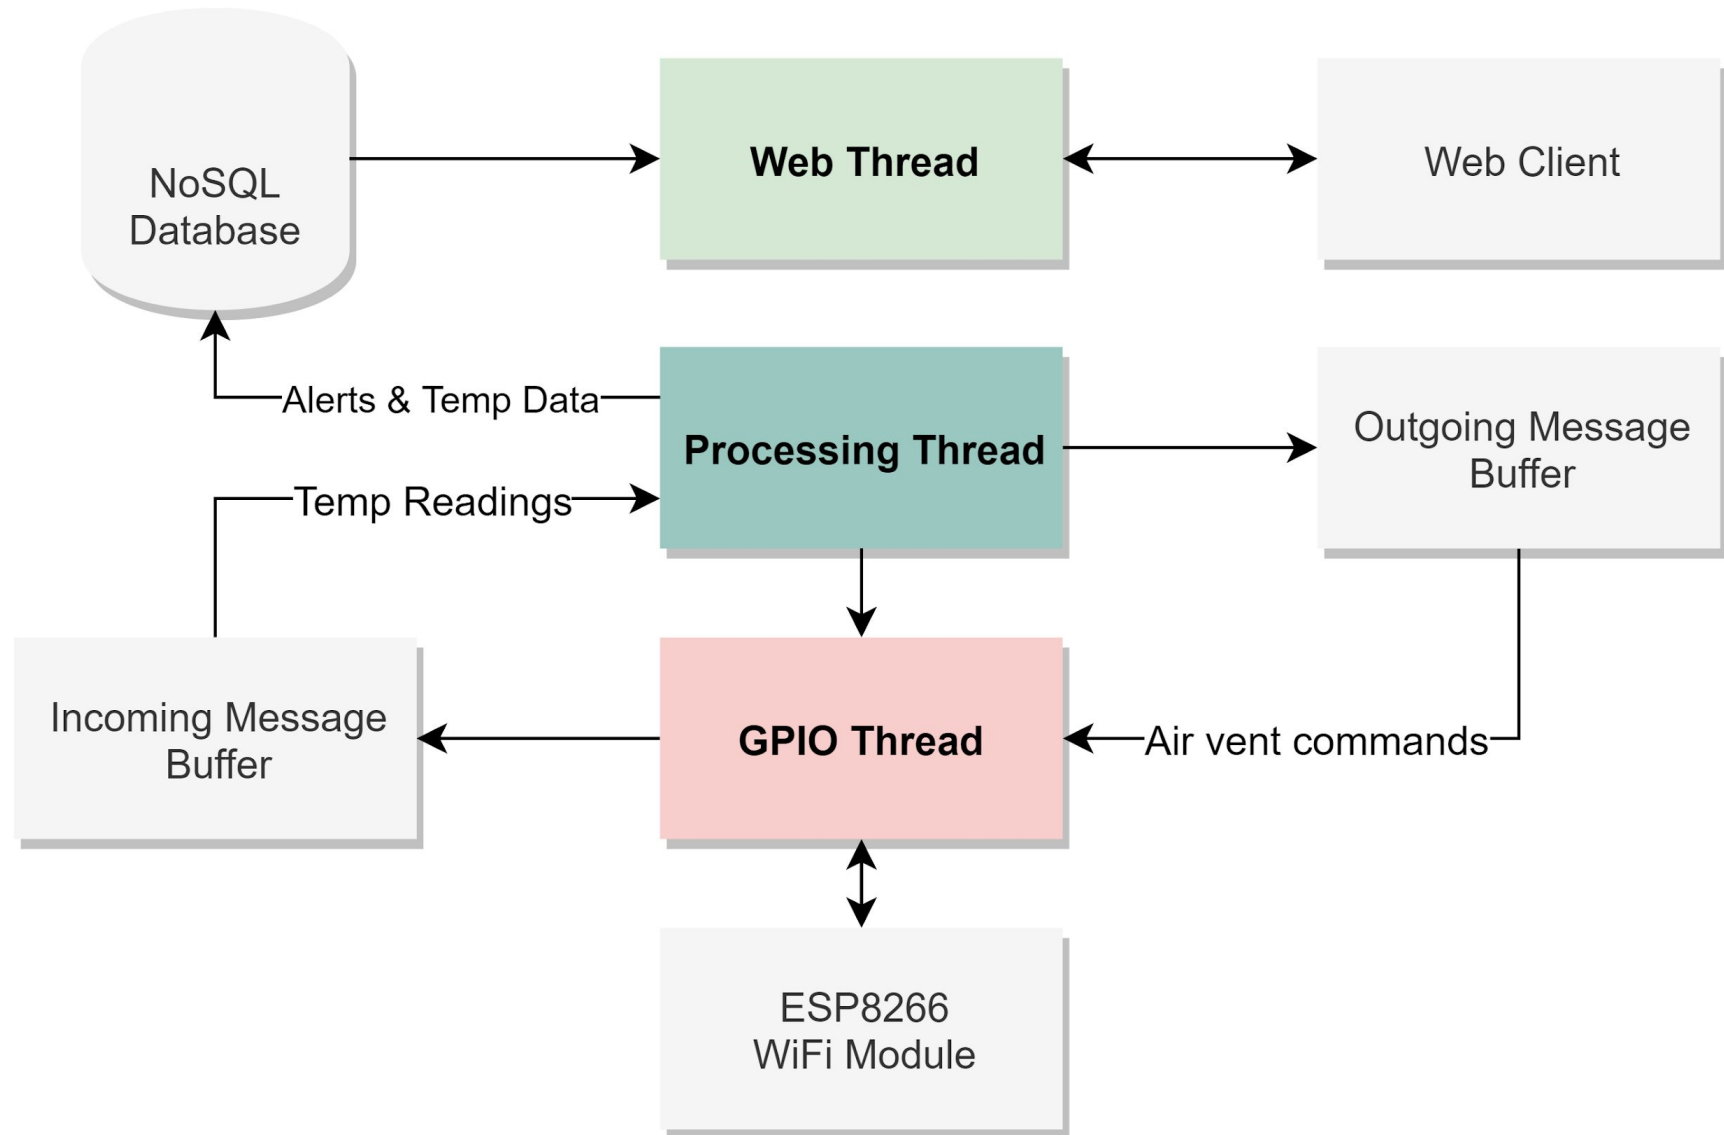 NoSQL
Database
Web Thread
Web Client
Alerts & Temp Data
Processing Thread
Outgoing Message
Buffer
Temp Readings
Incoming Message
Buffer
GPIO Thread
Air vent commands
ESP8266
WiFi Module